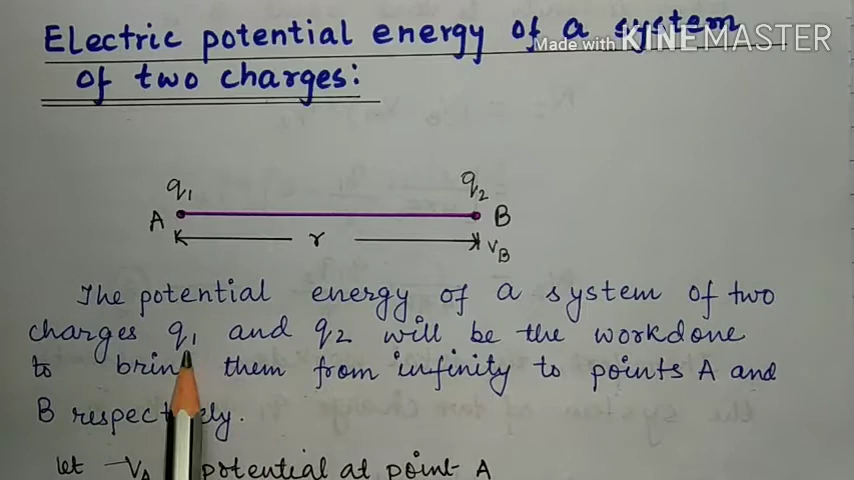 Electric potential energy of a system
Made with KINEMASTER
of two charges:
q1 q2
A B
r
VB
The potential energy of a system of two
charges q1 and q2 will be the workdone
to bring them from infinity to points A and
B respectively.
let VA potential at point A